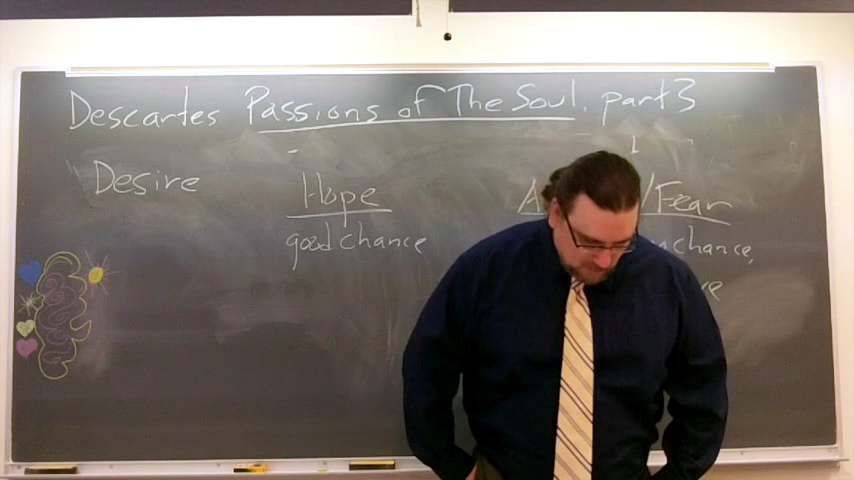 Descartes Passions of The Soul, part 3
Desire Hope /Fear
good chance chance,